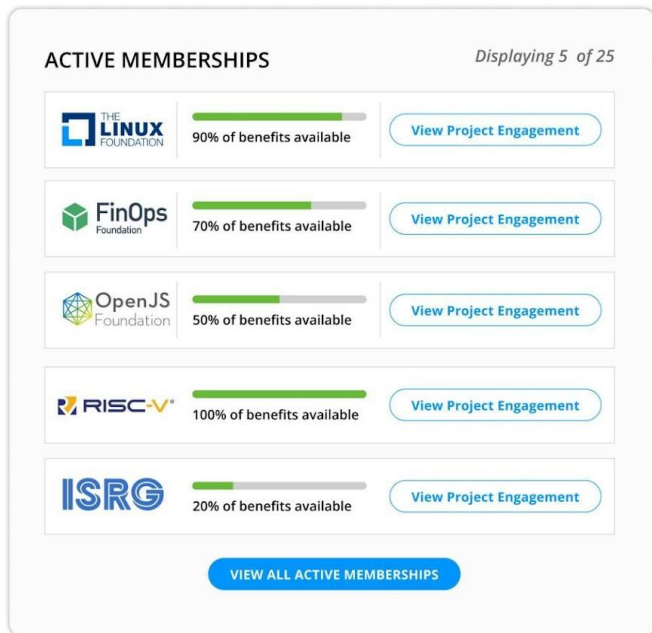 ACTIVE MEMBERSHIPS
Displaying 5 of 25
THE
LINUX
FOUNDATION
90% of benefits available
View Project Engagement
FinOps
Foundation
70% of benefits available
View Project Engagement
OpenJS
Foundation
50% of benefits available
View Project Engagement
RISC-V®
100% of benefits available
View Project Engagement
ISRG
20% of benefits available
View Project Engagement
VIEW ALL ACTIVE MEMBERSHIPS